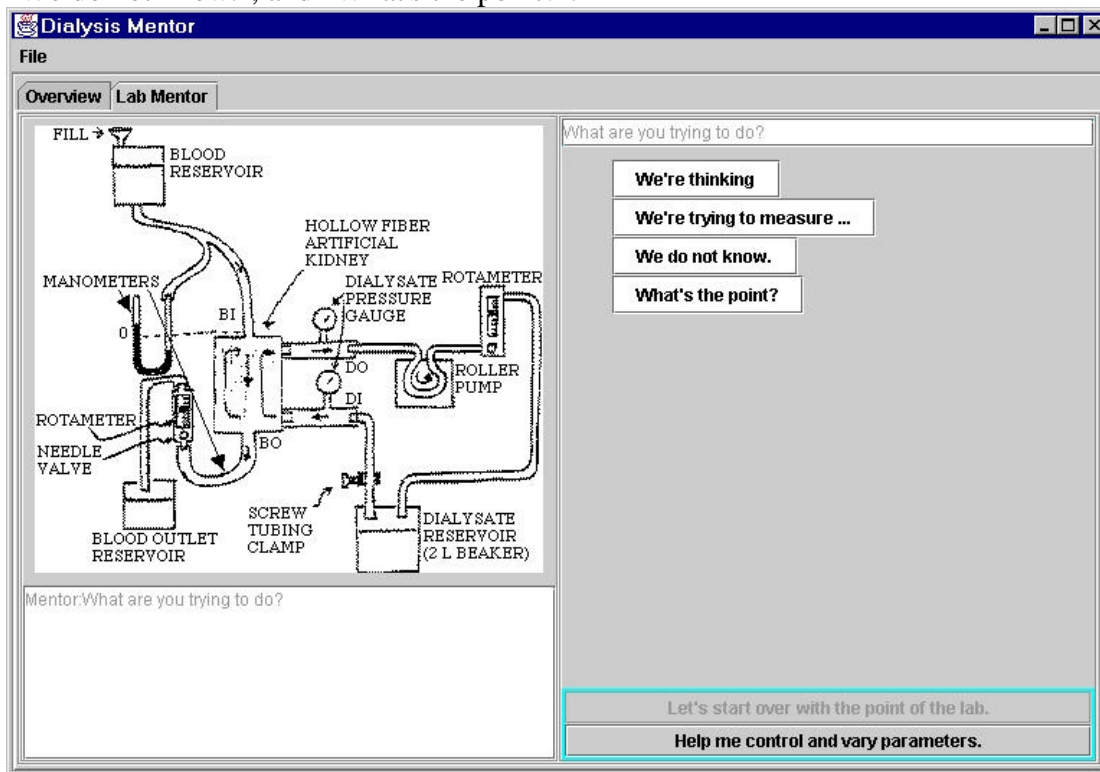 Dialysis Mentor
File
Overview
Lab Mentor
FILL
BLOOD
RESERVOIR
HOLLOW FIBER
ARTIFICIAL
KIDNEY
MANOMETERS
DIALYSATE
PRESSURE
GAUGE
ROTAMETER
BI
0
DO
ROLLER
PUMP
DI
ROTAMETER
BO
NEEDLE
VALVE
SCREW
TUBING
CLAMP
DIALYSATE
RESERVOIR
(2 L BEAKER)
BLOOD OUTLET
RESERVOIR
Mentor:What are you trying to do?
What are you trying to do?
We're thinking
We're trying to measure ...
We do not know.
What's the point?
Let's start over with the point of the lab.
Help me control and vary parameters.